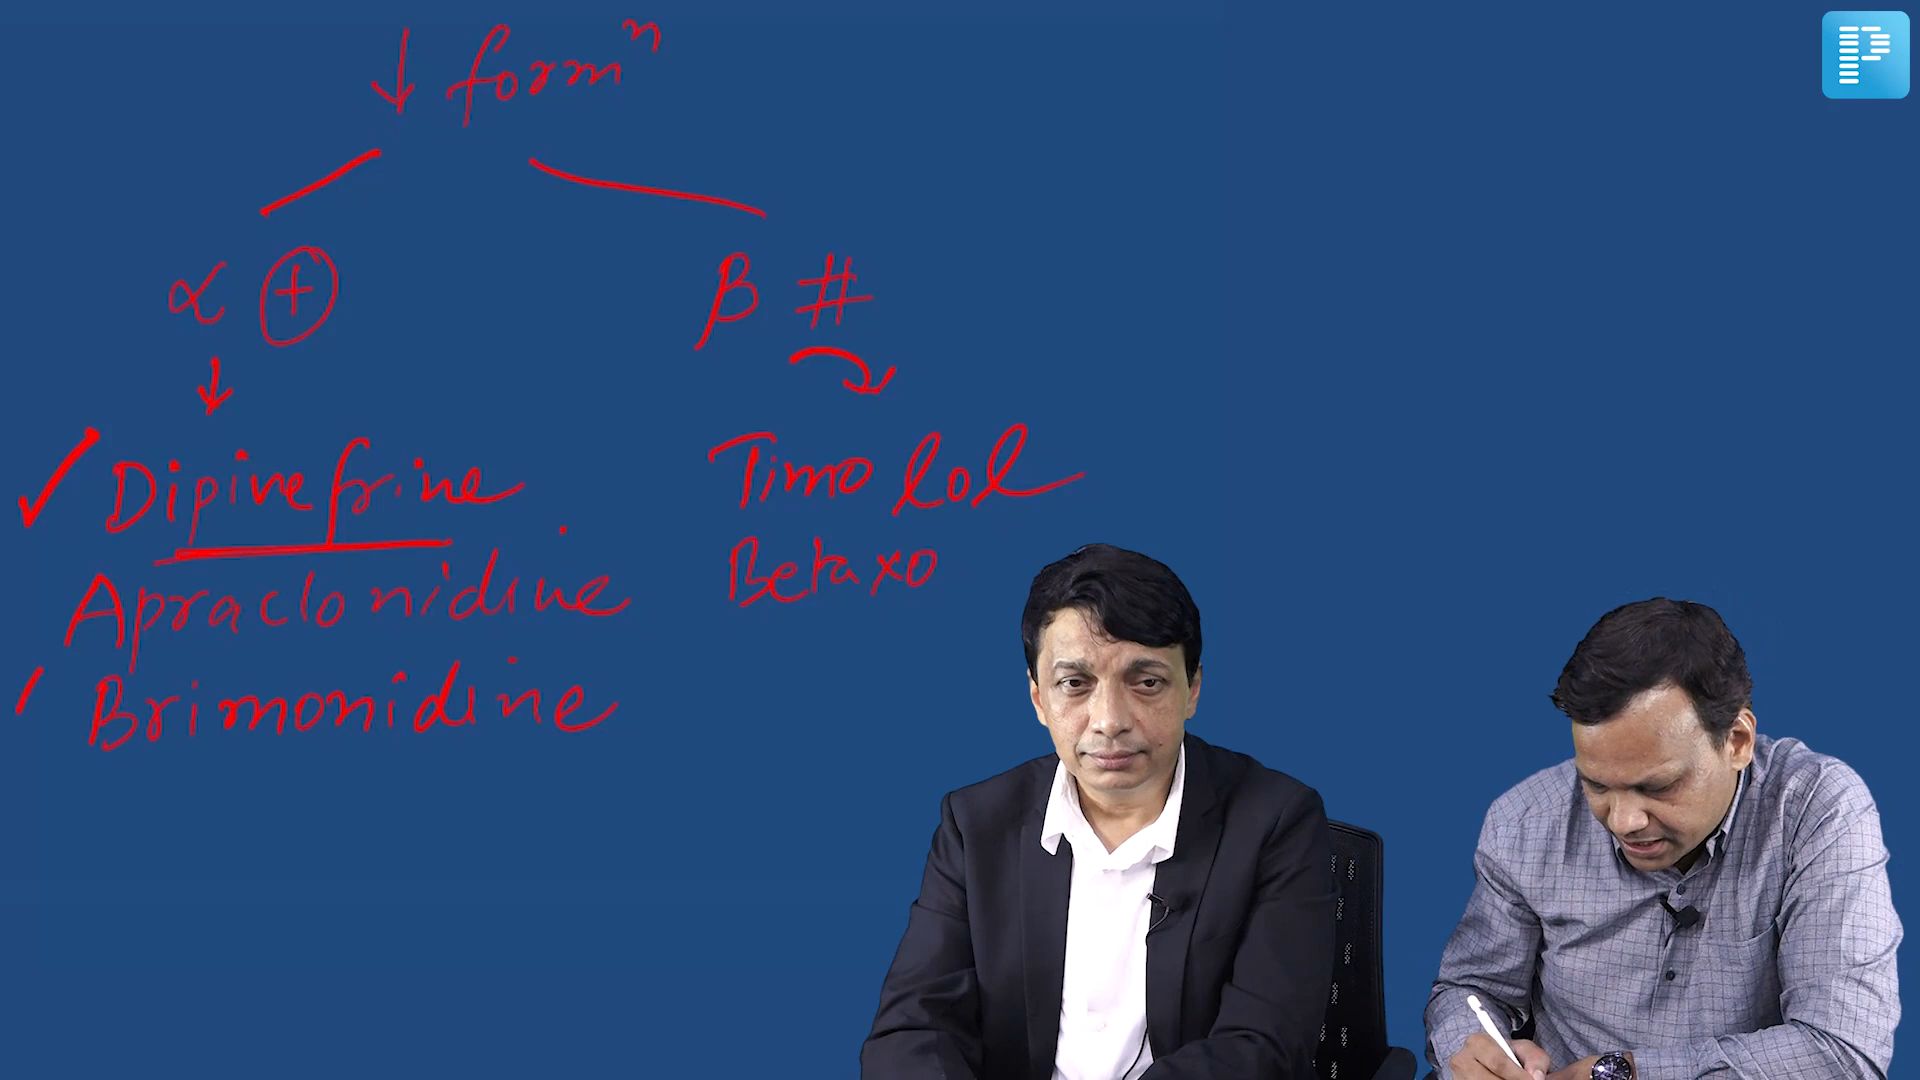 ↓ formⁿ
α ⊕
β #
↓
✓ Dipivefrine
Timolol
Apraclonidine
Betaxo
Brimonidine